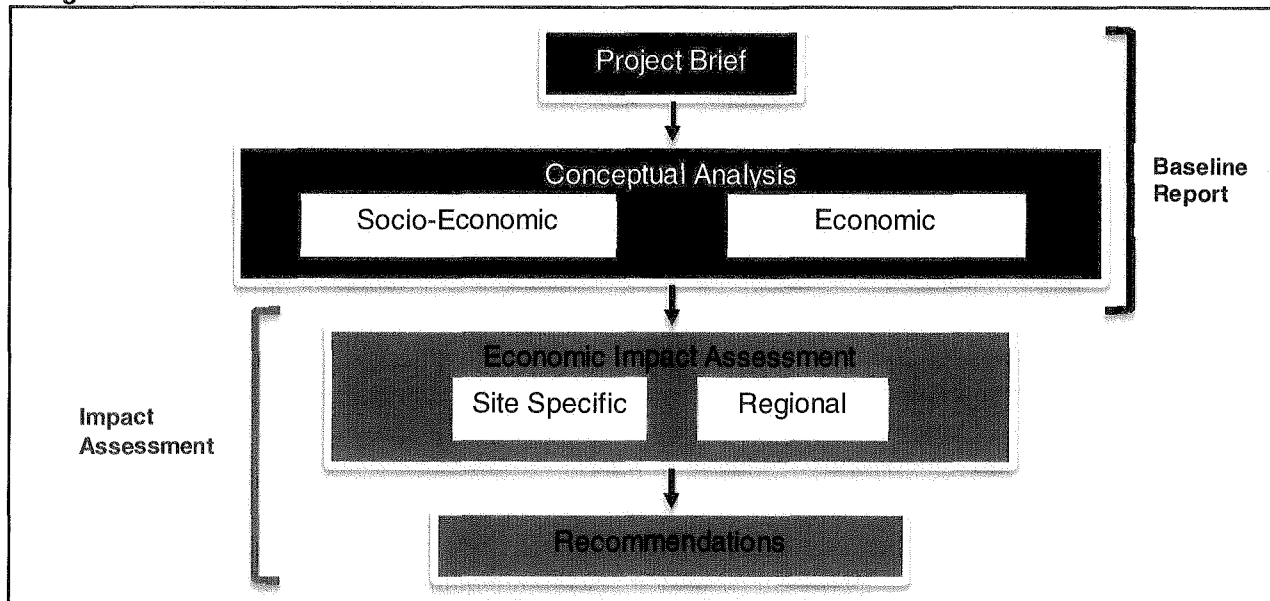 Project Brief
Conceptual Analysis
Socio-Economic
Economic
Baseline
Report
Economic Impact Assessment
Site Specific
Regional
Impact
Assessment
Recommendations